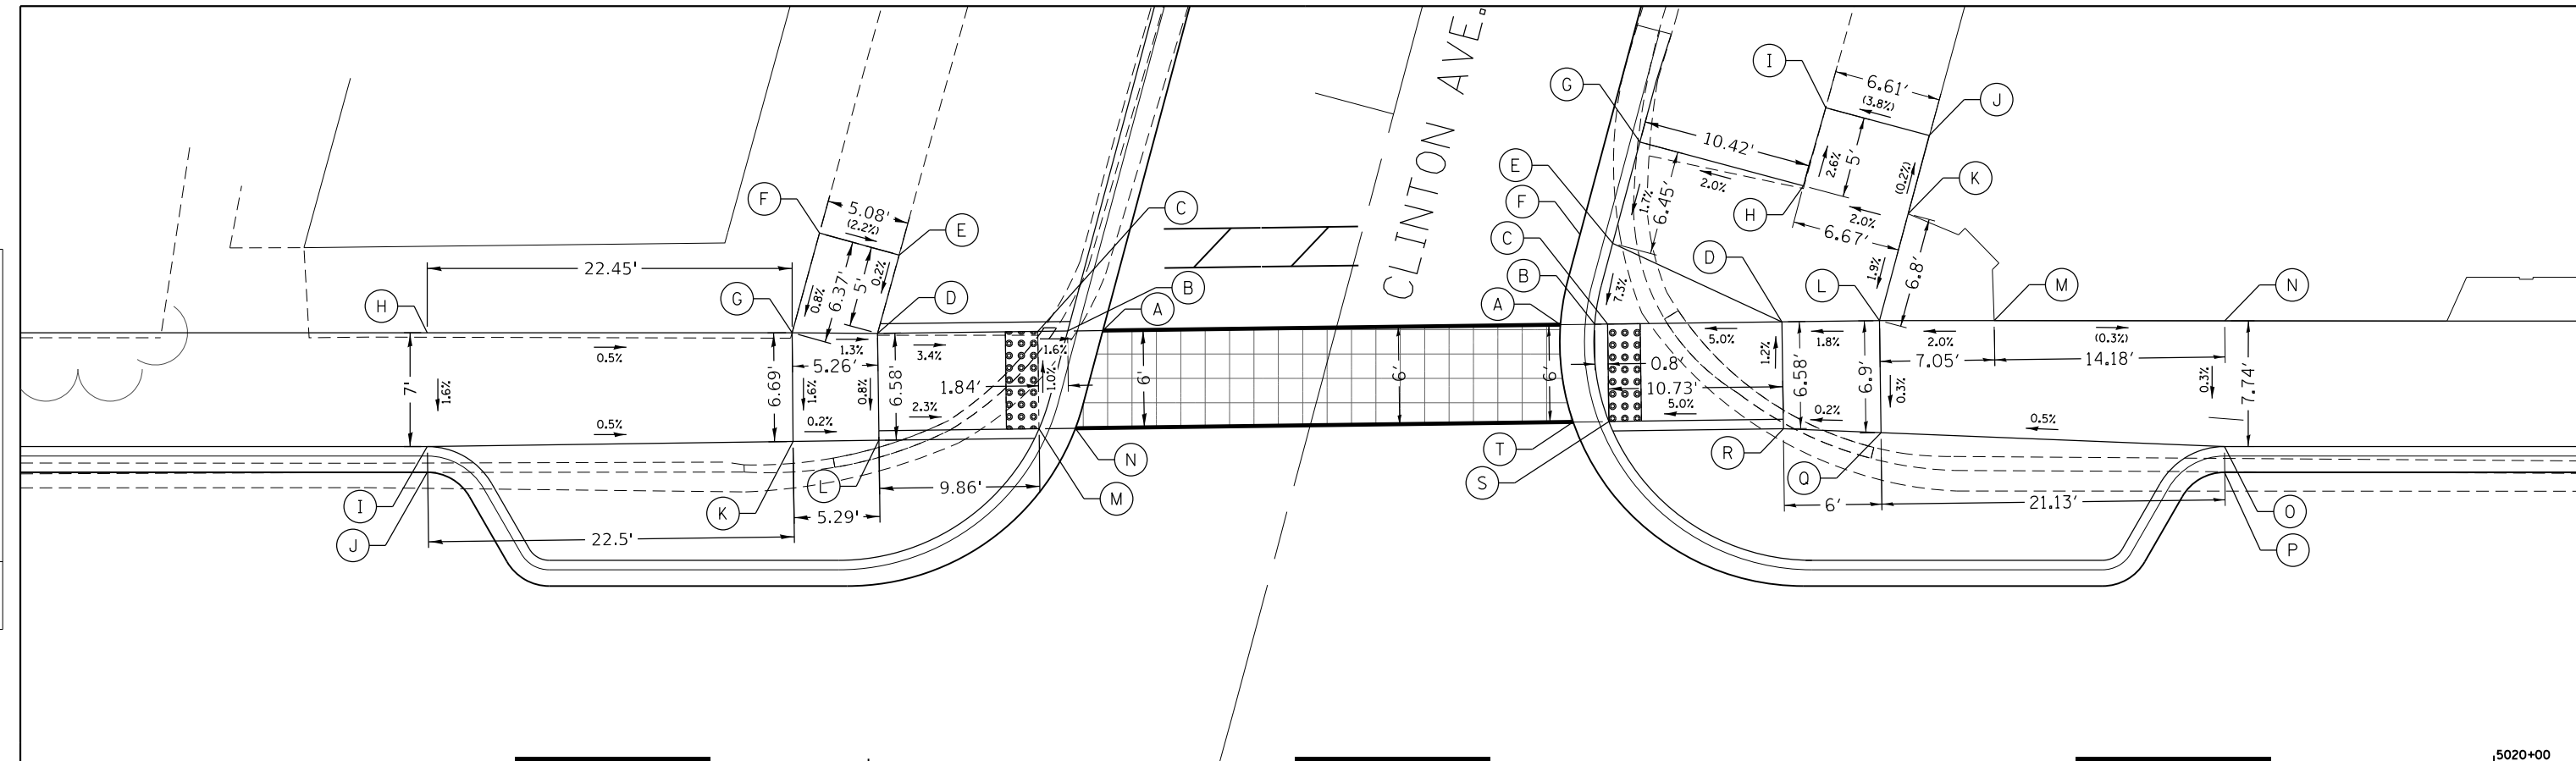 CLINTON AVE.
I
6.61'
(3.8%)
J
G
10.42'
2.6%
5'
(0.2%)
K
E
1.7%
6.45'
2.0%
H
2.0%
6.67'
F
5.08'
(2.2%)
E
C
F
C
D
1.9%
6.8'
22.45'
0.8%
6.37'
5'
0.2%
B
B
7.3%
L
M
N
H
G
D
A
A
7'
1.6%
0.5%
6.69'
1.3%
5.26'
1.6%
0.8%
6.58'
3.4%
1.84'
1.6%
1.0%
6'
6'
6'
0.8'
10.73'
5.0%
5.0%
1.2%
6.58'
1.8%
6.9'
0.3%
2.0%
7.05'
(0.3%)
14.18'
0.3%
7.74'
0.5%
0.2%
2.3%
0.2%
0.5%
I
J
K
L
9.86'
5.29'
22.5'
M
N
T
S
R
Q
6'
21.13'
O
P
5020+00